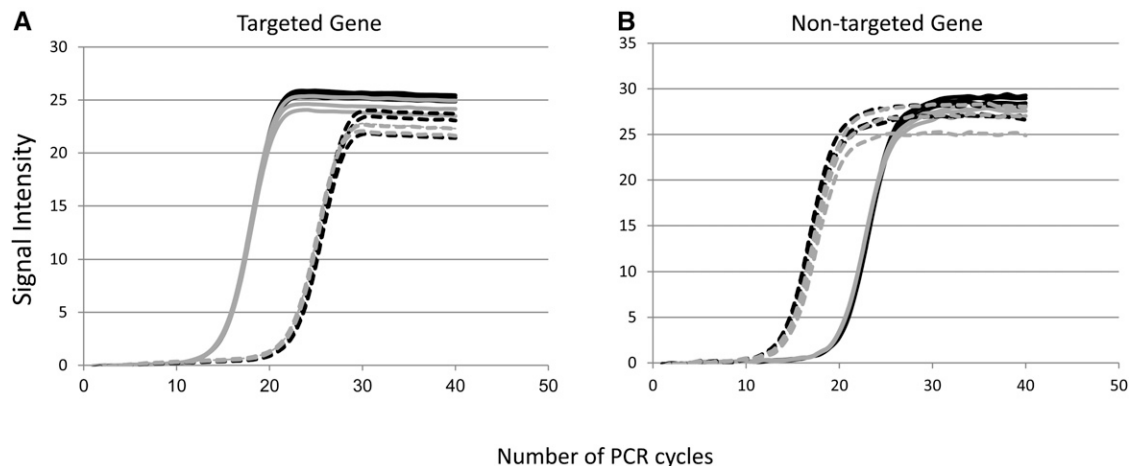 A
Targeted Gene
Signal Intensity
30
25
20
15
10
5
0
0 10 20 30 40 50
B
Non-targeted Gene
35
30
25
20
15
10
5
0
0 10 20 30 40 50
Number of PCR cycles